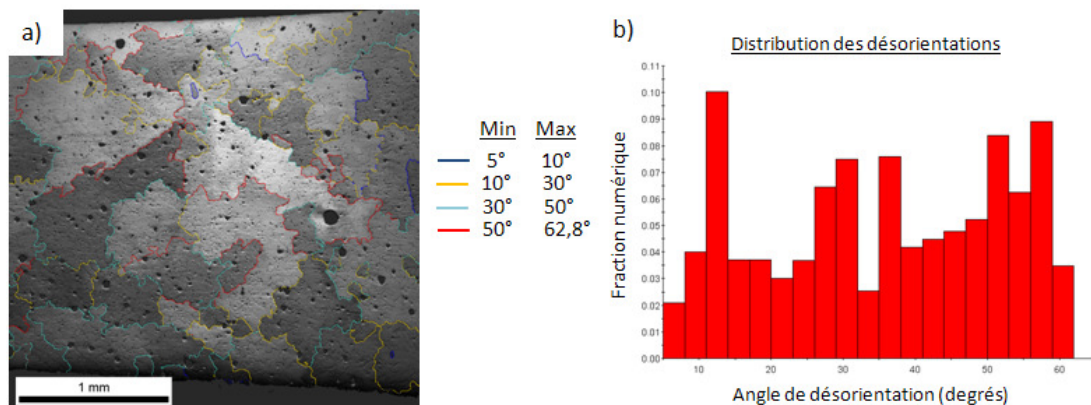 a)
1 mm
Min Max
5° 10°
10° 30°
30° 50°
50° 62,8°
b)
Distribution des désorientations
Fraction numérique
0.11
0.10
0.09
0.08
0.07
0.06
0.05
0.04
0.03
0.02
0.01
0.00
10 20 30 40 50 60
Angle de désorientation (degrés)